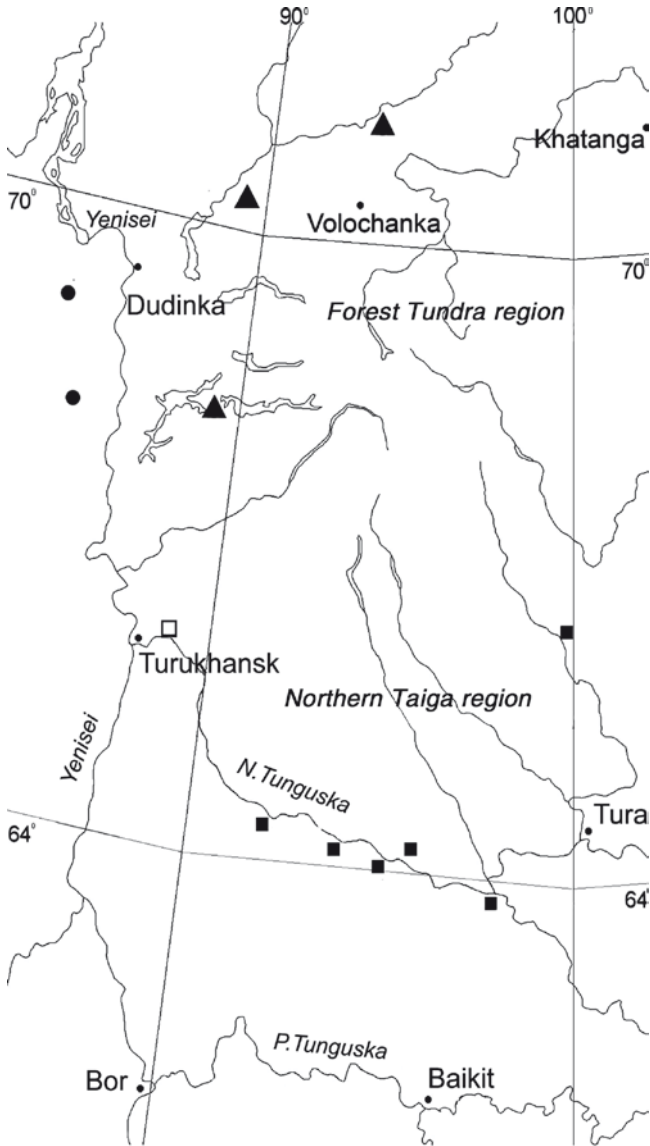 90°
100°
Khatanga
70°
Yenisei
Volochanka
70°
Dudinka
Forest Tundra region
Turukhansk
Northern Taiga region
Yenisei
N.Tunguska
Tura
64°
64°
P.Tunguska
Bor
Baikit